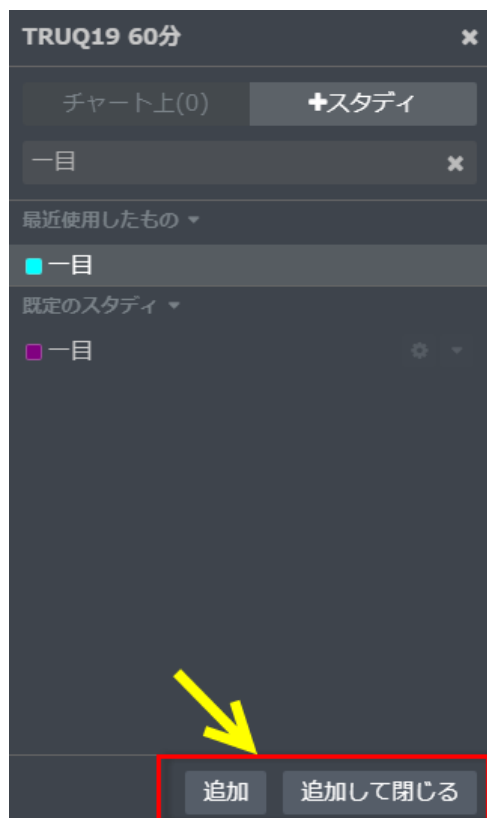 TRUQ19 60分
チャート上(0) +スタディ
一目
最近使用したもの
一目
既定のスタディ
一目
追加 追加して閉じる